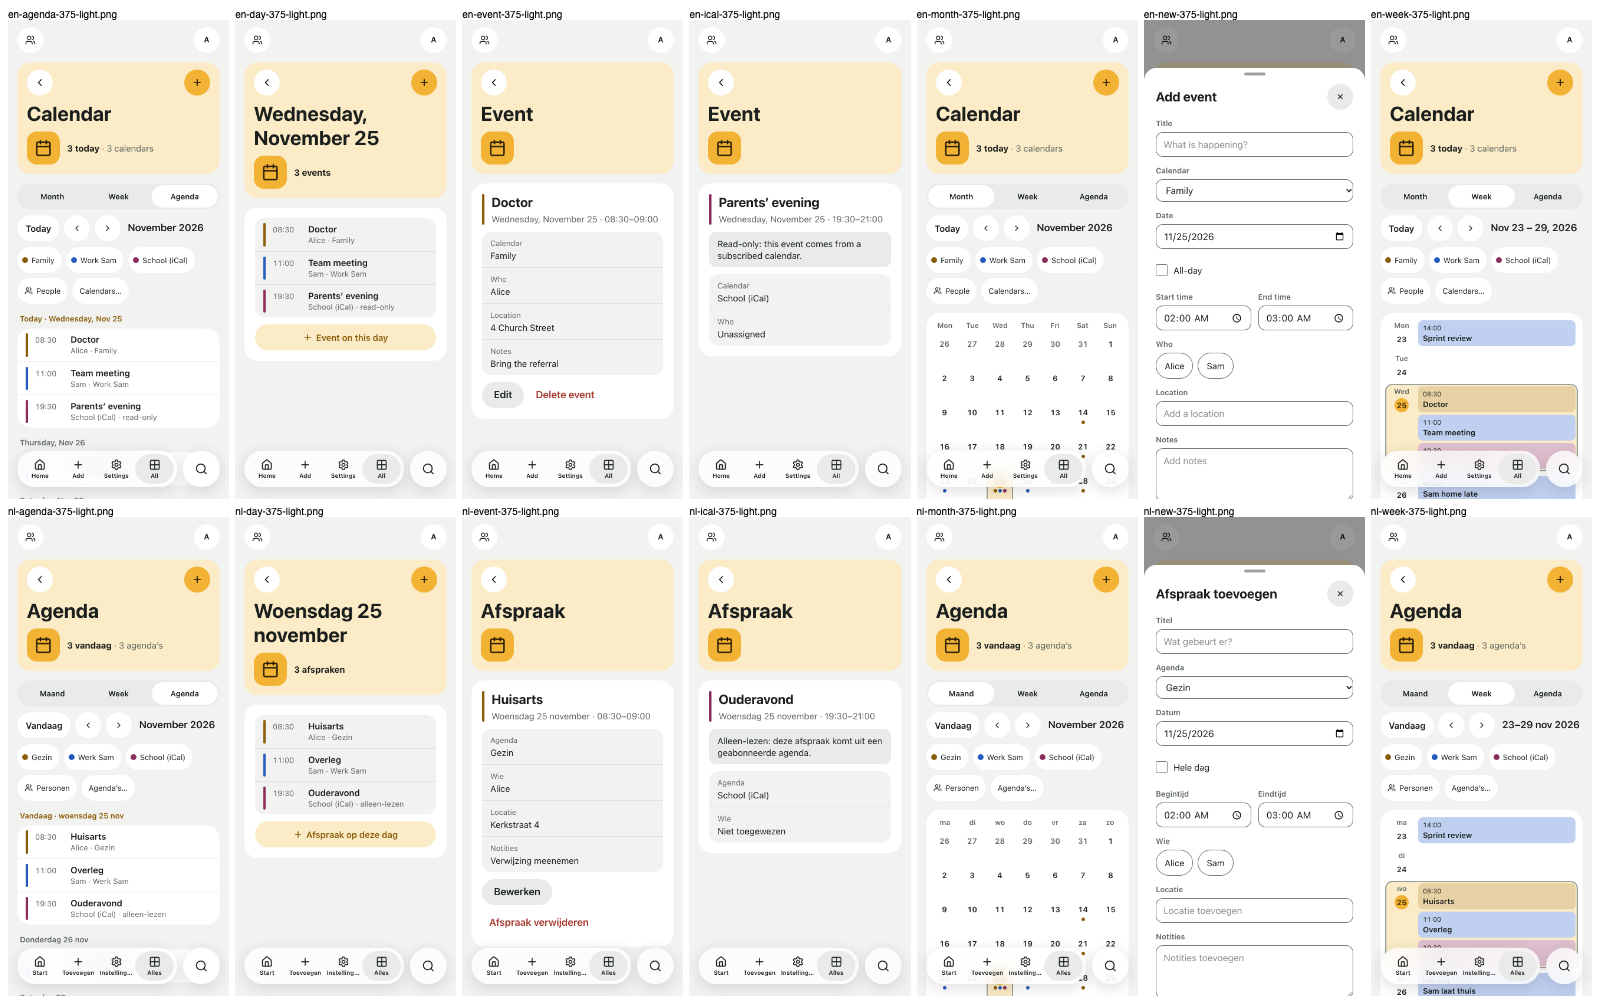 en-agenda-375-light.png
A
Calendar
3 today · 3 calendars
Month Week Agenda
Today November 2026
Family Work Sam School (iCal)
People Calendars...
Today · Wednesday, Nov 25
08:30 Doctor
Alice · Family
11:00 Team meeting
Sam · Work Sam
19:30 Parents’ evening
School (iCal) · read-only
Thursday, Nov 26
Home Add Settings All
en-day-375-light.png
A
Wednesday,
November 25
3 events
08:30 Doctor
Alice · Family
11:00 Team meeting
Sam · Work Sam
19:30 Parents’ evening
School (iCal) · read-only
+ Event on this day
Home Add Settings All
en-event-375-light.png
A
Event
Doctor
Wednesday, November 25 · 08:30–09:00
Calendar
Family
Who
Alice
Location
4 Church Street
Notes
Bring the referral
Edit Delete event
Home Add Settings All
en-ical-375-light.png
A
Event
Parents’ evening
Wednesday, November 25 · 19:30–21:00
Read-only: this event comes from a
subscribed calendar.
Calendar
School (iCal)
Who
Unassigned
Home Add Settings All
en-month-375-light.png
A
Calendar
3 today · 3 calendars
Month Week Agenda
Today November 2026
Family Work Sam School (iCal)
People Calendars...
Mon Tue Wed Thu Fri Sat Sun
26 27 28 29 30 31 1
2 3 4 5 6 7 8
9 10 11 12 13 14 15
16 17 18 19 20 21 22
Home Add Settings All
en-new-375-light.png
A
Add event
Title
What is happening?
Calendar
Family
Date
11/25/2026
All-day
Start time End time
02:00 AM 03:00 AM
Who
Alice Sam
Location
Add a location
Notes
Add notes
en-week-375-light.png
A
Calendar
3 today · 3 calendars
Month Week Agenda
Today Nov 23 – 29, 2026
Family Work Sam School (iCal)
People Calendars...
Mon
23
14:00
Sprint review
Tue
24
Wed
25
08:30
Doctor
11:00
Team meeting
Home Add Settings All
26 Sam home late
nl-agenda-375-light.png
A
Agenda
3 vandaag · 3 agenda's
Maand Week Agenda
Vandaag November 2026
Gezin Werk Sam School (iCal)
Personen Agenda's...
Vandaag · woensdag 25 nov
08:30 Huisarts
Alice · Gezin
11:00 Overleg
Sam · Werk Sam
19:30 Ouderavond
School (iCal) · alleen-lezen
Donderdag 26 nov
Start Toevoegen Instelling... Alles
nl-day-375-light.png
A
Woensdag 25
november
3 afspraken
08:30 Huisarts
Alice · Gezin
11:00 Overleg
Sam · Werk Sam
19:30 Ouderavond
School (iCal) · alleen-lezen
+ Afspraak op deze dag
Start Toevoegen Instelling... Alles
nl-event-375-light.png
A
Afspraak
Huisarts
Woensdag 25 november · 08:30–09:00
Agenda
Gezin
Wie
Alice
Locatie
Kerkstraat 4
Notities
Verwijzing meenemen
Bewerken
Afspraak verwijderen
Start Toevoegen Instelling... Alles
nl-ical-375-light.png
A
Afspraak
Ouderavond
Woensdag 25 november · 19:30–21:00
Alleen-lezen: deze afspraak komt uit een
geabonneerde agenda.
Agenda
School (iCal)
Wie
Niet toegewezen
Start Toevoegen Instelling... Alles
nl-month-375-light.png
A
Agenda
3 vandaag · 3 agenda's
Maand Week Agenda
Vandaag November 2026
Gezin Werk Sam School (iCal)
Personen Agenda's...
ma di wo do vr za zo
26 27 28 29 30 31 1
2 3 4 5 6 7 8
9 10 11 12 13 14 15
16 17 18 19 20 21 22
Start Toevoegen Instelling... Alles
nl-new-375-light.png
A
Afspraak toevoegen
Titel
Wat gebeurt er?
Agenda
Gezin
Datum
11/25/2026
Hele dag
Begintijd Eindtijd
02:00 AM 03:00 AM
Wie
Alice Sam
Locatie
Locatie toevoegen
Notities
Notities toevoegen
nl-week-375-light.png
A
Agenda
3 vandaag · 3 agenda's
Maand Week Agenda
Vandaag 23–29 nov 2026
Gezin Werk Sam School (iCal)
Personen Agenda's...
ma
23
14:00
Sprint review
di
24
wo
25
08:30
Huisarts
11:00
Overleg
Start Toevoegen Instelling... Alles
26 Sam laat thuis